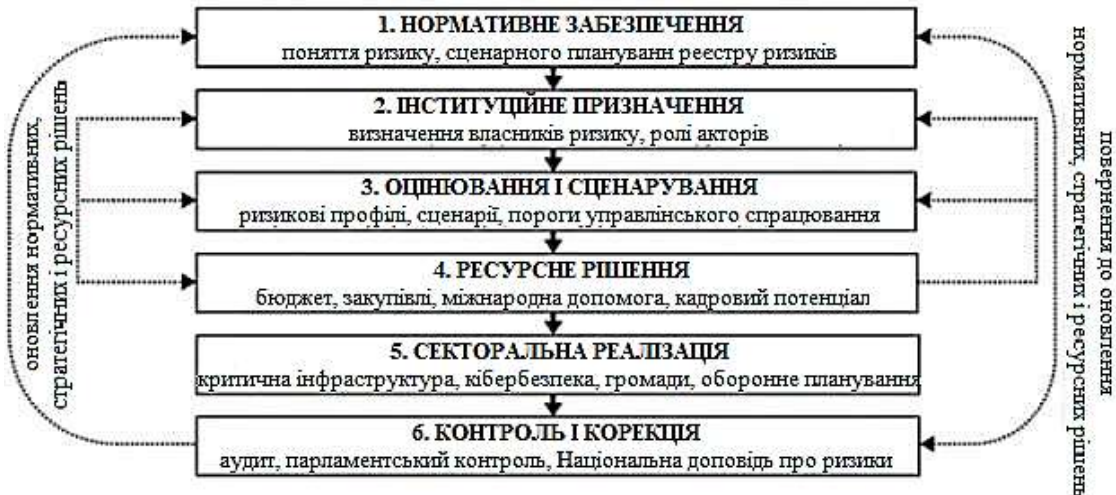 1. НОРМАТИВНЕ ЗАБЕЗПЕЧЕННЯ
поняття ризику, сценарного плануванн реєстру ризиків
2. ІНСТИТУЦІЙНЕ ПРИЗНАЧЕННЯ
визначення власників ризику, ролі акторів
3. ОЦІНЮВАННЯ І СЦЕНАРУВАННЯ
ризикові профілі, сценарії, пороги управлінського спрацювання
4. РЕСУРСНЕ РІШЕННЯ
бюджет, закупівлі, міжнародна допомога, кадровий потенціал
5. СЕКТОРАЛЬНА РЕАЛІЗАЦІЯ
критична інфраструктура, кібербезпека, громади, оборонне планування
6. КОНТРОЛЬ І КОРЕКЦІЯ
аудит, парламентський контроль, Національна доповідь про ризики
оновлення нормативних,
стратегічних і ресурсних рішень
повернення до оновлення
нормативних, стратегічних і ресурсних рішень